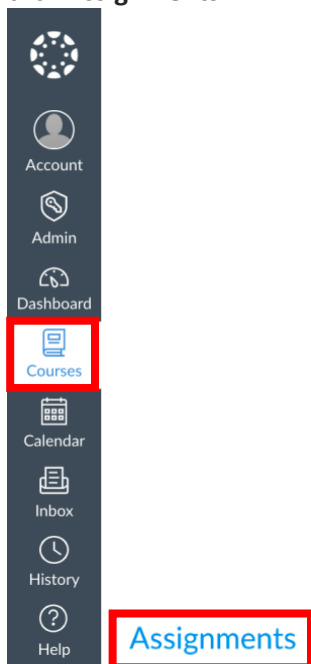 Account
Admin
Dashboard
Courses
Calendar
Inbox
History
Help
Assignments